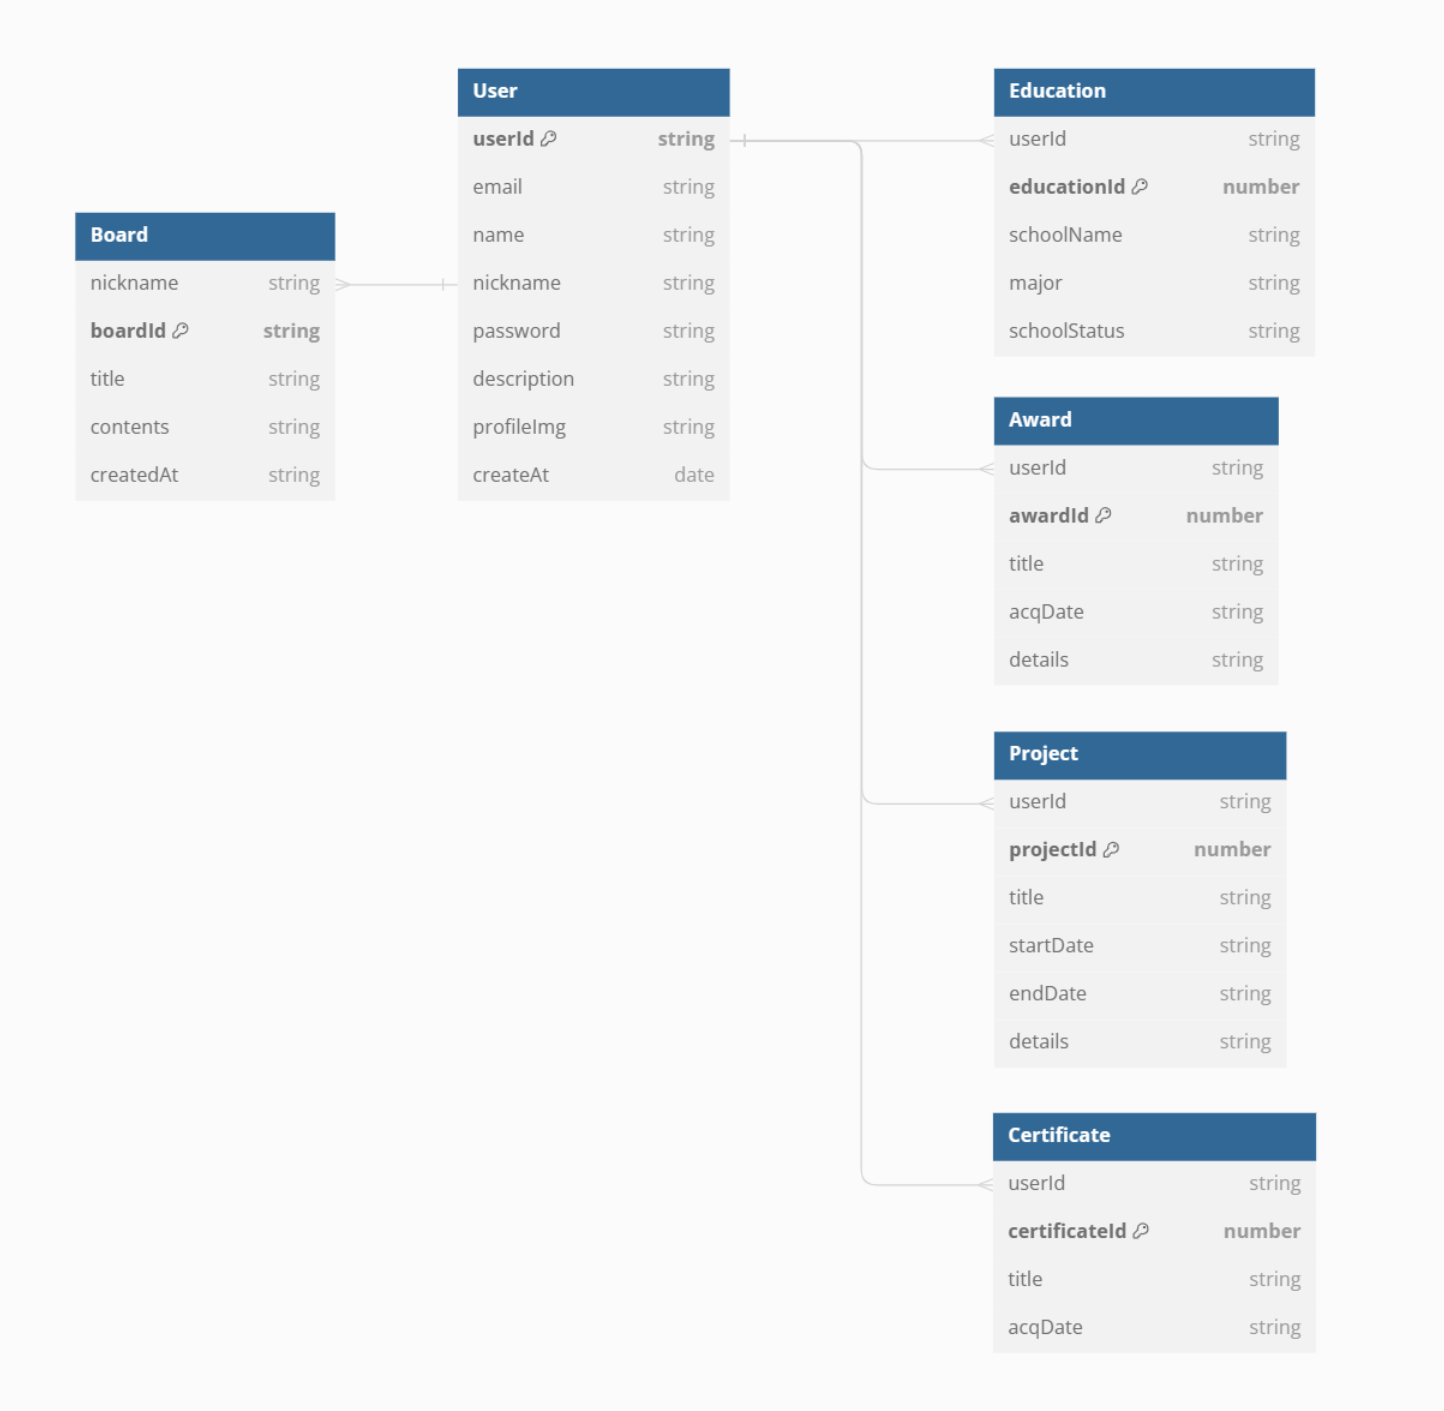 Board
nickname string
boardId string
title string
contents string
createdAt string
User
userId string
email string
name string
nickname string
password string
description string
profileImg string
createAt date
Education
userId string
educationId number
schoolName string
major string
schoolStatus string
Award
userId string
awardId number
title string
acqDate string
details string
Project
userId string
projectId number
title string
startDate string
endDate string
details string
Certificate
userId string
certificateId number
title string
acqDate string